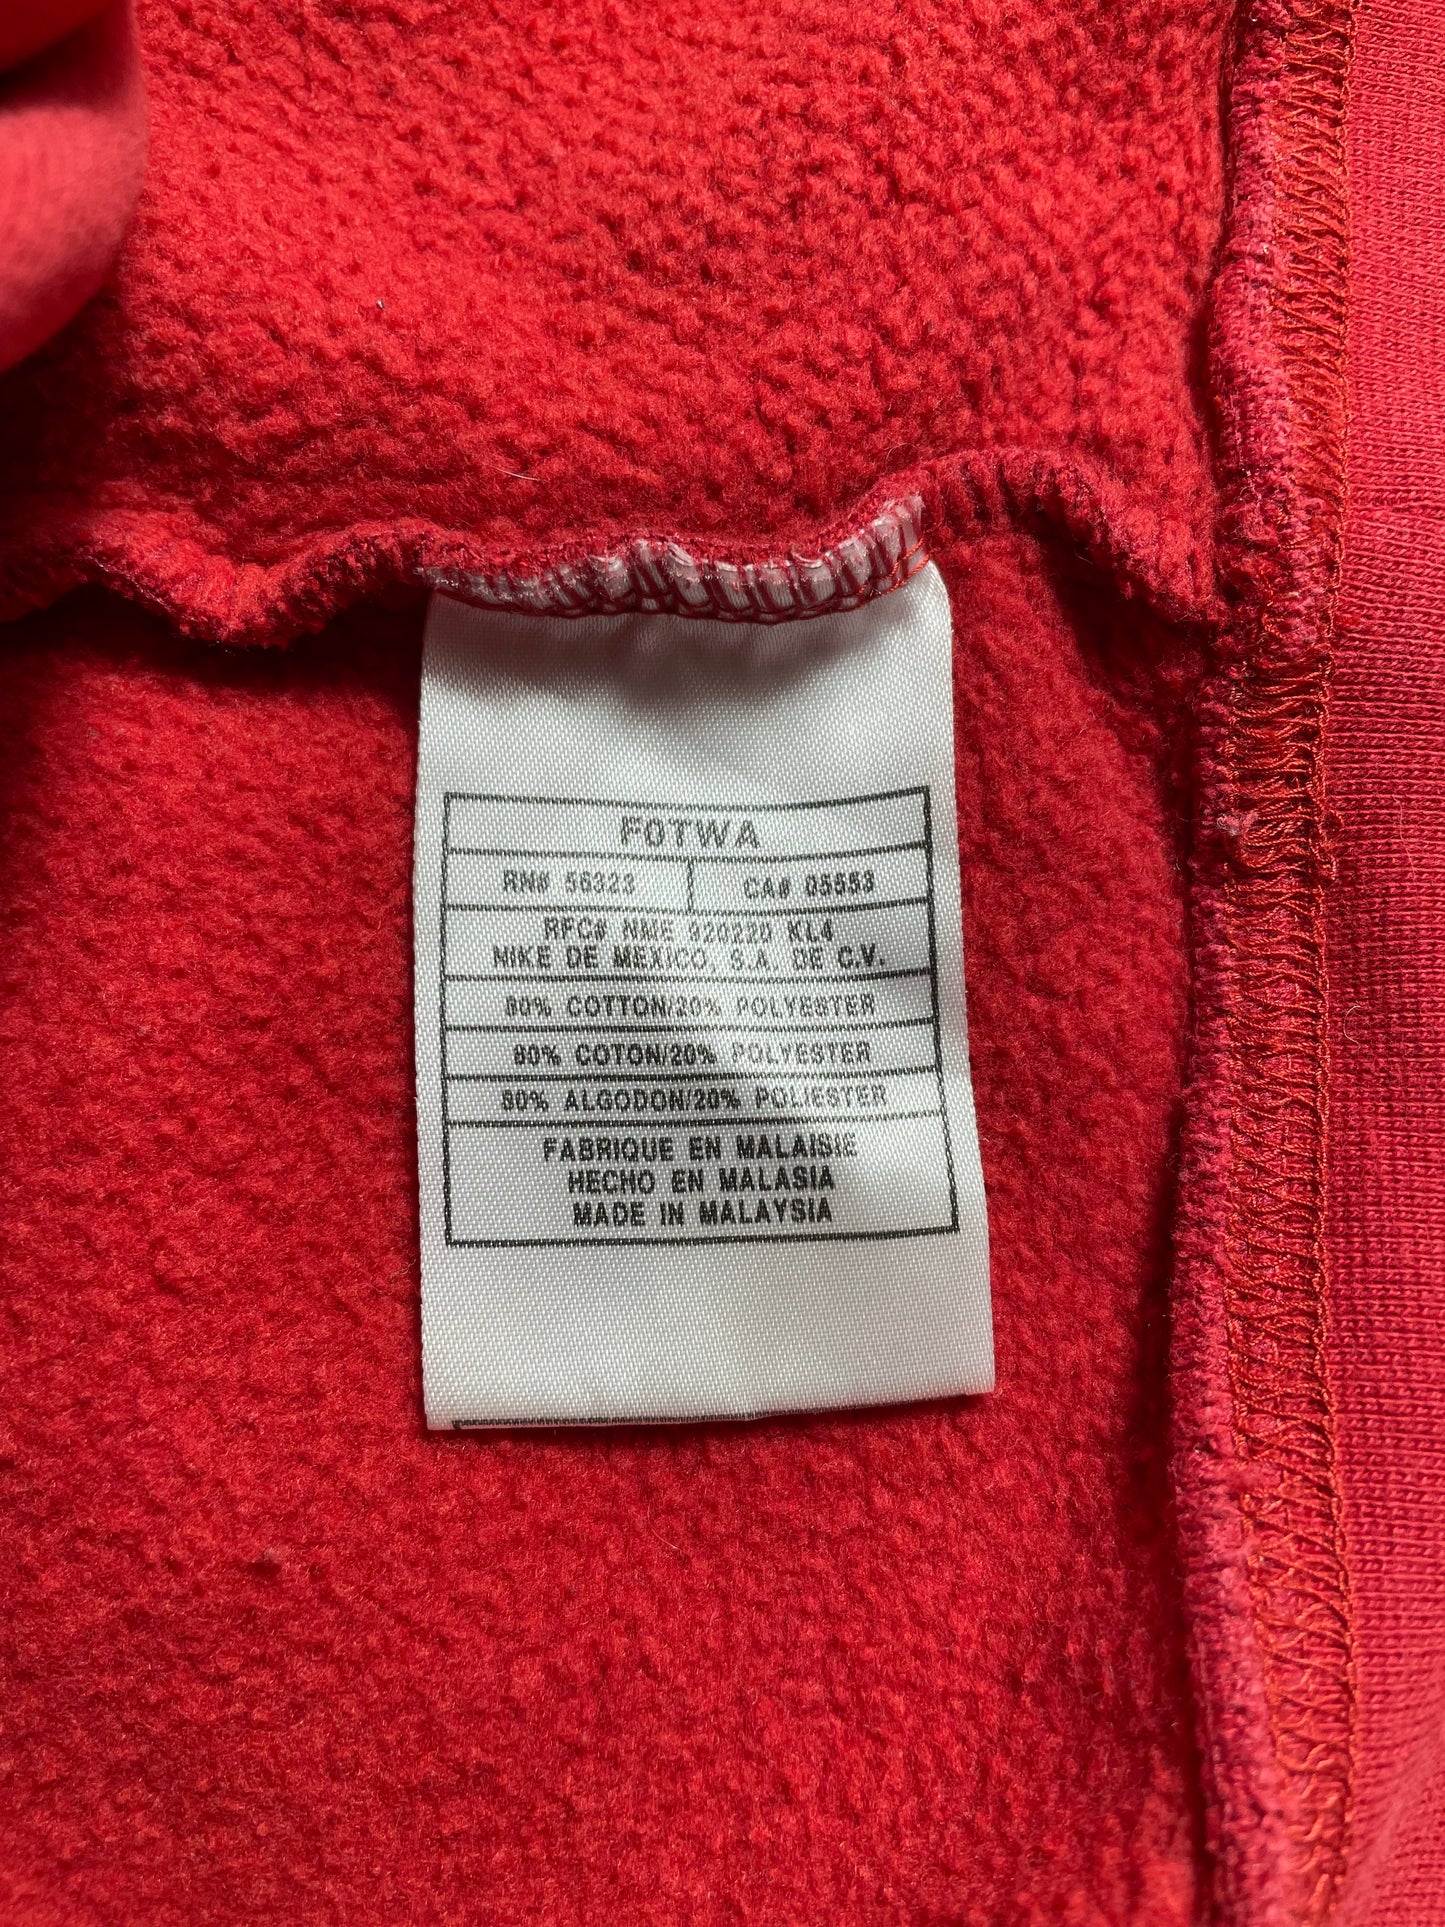 F0TWA
RN# 56323 CA# 05553
RFC# NME 920220 KL4
NIKE DE MEXICO, S.A. DE C.V.
80% COTTON/20% POLYESTER
80% COTON/20% POLYESTER
80% ALGODON/20% POLIESTER
FABRIQUE EN MALAISIE
HECHO EN MALASIA
MADE IN MALAYSIA